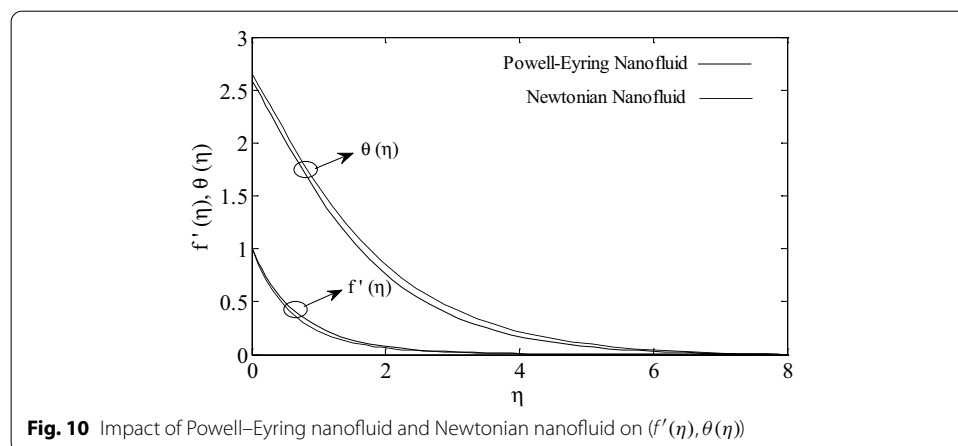 3
2.5
2
1.5
1
0.5
0
f '(η), θ (η)
Powell-Eyring Nanofluid
Newtonian Nanofluid
θ (η)
f '(η)
0 2 4 6 8
η
Fig. 10 Impact of Powell–Eyring nanofluid and Newtonian nanofluid on (f′(η), θ(η))